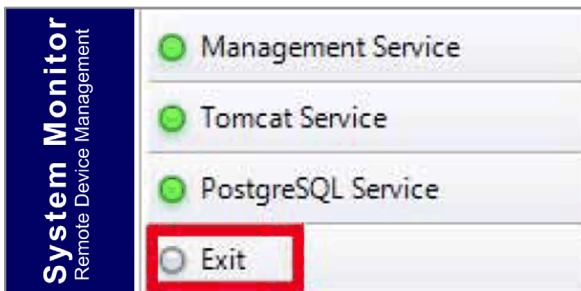 System Monitor
Remote Device Management
Management Service
Tomcat Service
PostgreSQL Service
Exit